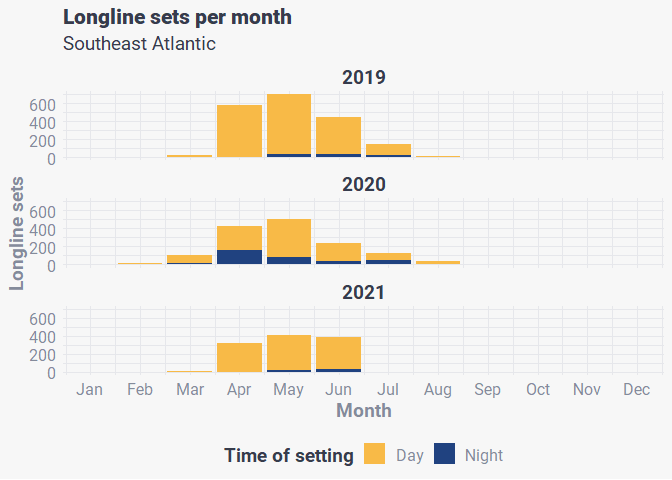 Longline sets per month
Southeast Atlantic
2019
600
400
200
0
2020
600
400
200
0
2021
600
400
200
0
Longline sets
Jan Feb Mar Apr May Jun Jul Aug Sep Oct Nov Dec
Month
Time of setting Day Night